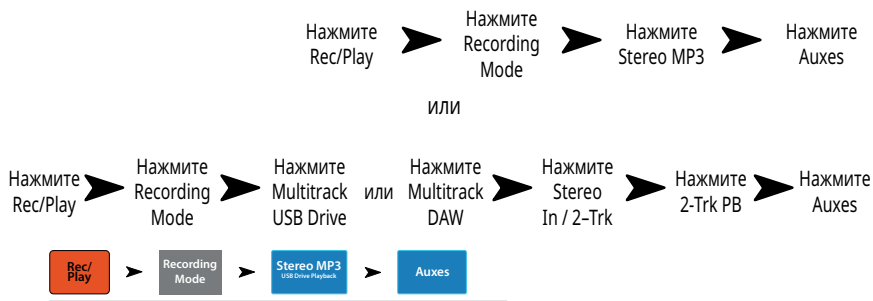 Нажмите
Rec/Play
Нажмите
Recording
Mode
Нажмите
Stereo MP3
Нажмите
Auxes
или
Нажмите
Rec/Play
Нажмите
Recording
Mode
Нажмите
Multitrack
USB Drive
или
Нажмите
Multitrack
DAW
Нажмите
Stereo
In / 2–Trk
Нажмите
2-Trk PB
Нажмите
Auxes
Rec/
Play
Recording
Mode
Stereo MP3
USB Drive Playback
Auxes